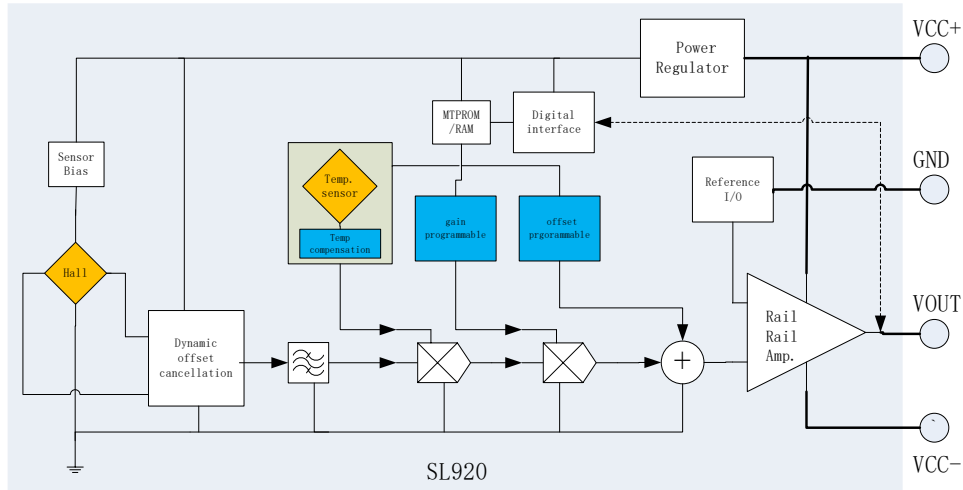 VCC+
Power
Regulator
MTPROM
/RAM
Digital
interface
Sensor
Bias
GND
Temp.
sensor
Reference
I/O
gain
programmable
offset
prgorammable
Temp
compensation
Hall
VOUT
Rail
Rail
Amp.
Dynamic
offset
cancellation
+
`
VCC-
SL920